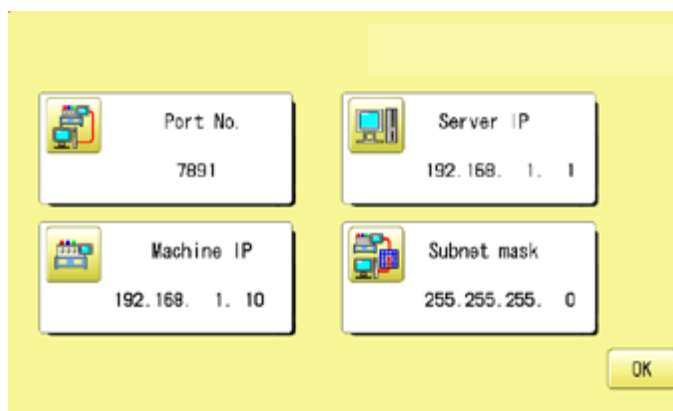 Port No.
7891
Server IP
192.168. 1. 1
Machine IP
192.168. 1. 10
Subnet mask
255.255.255. 0
OK